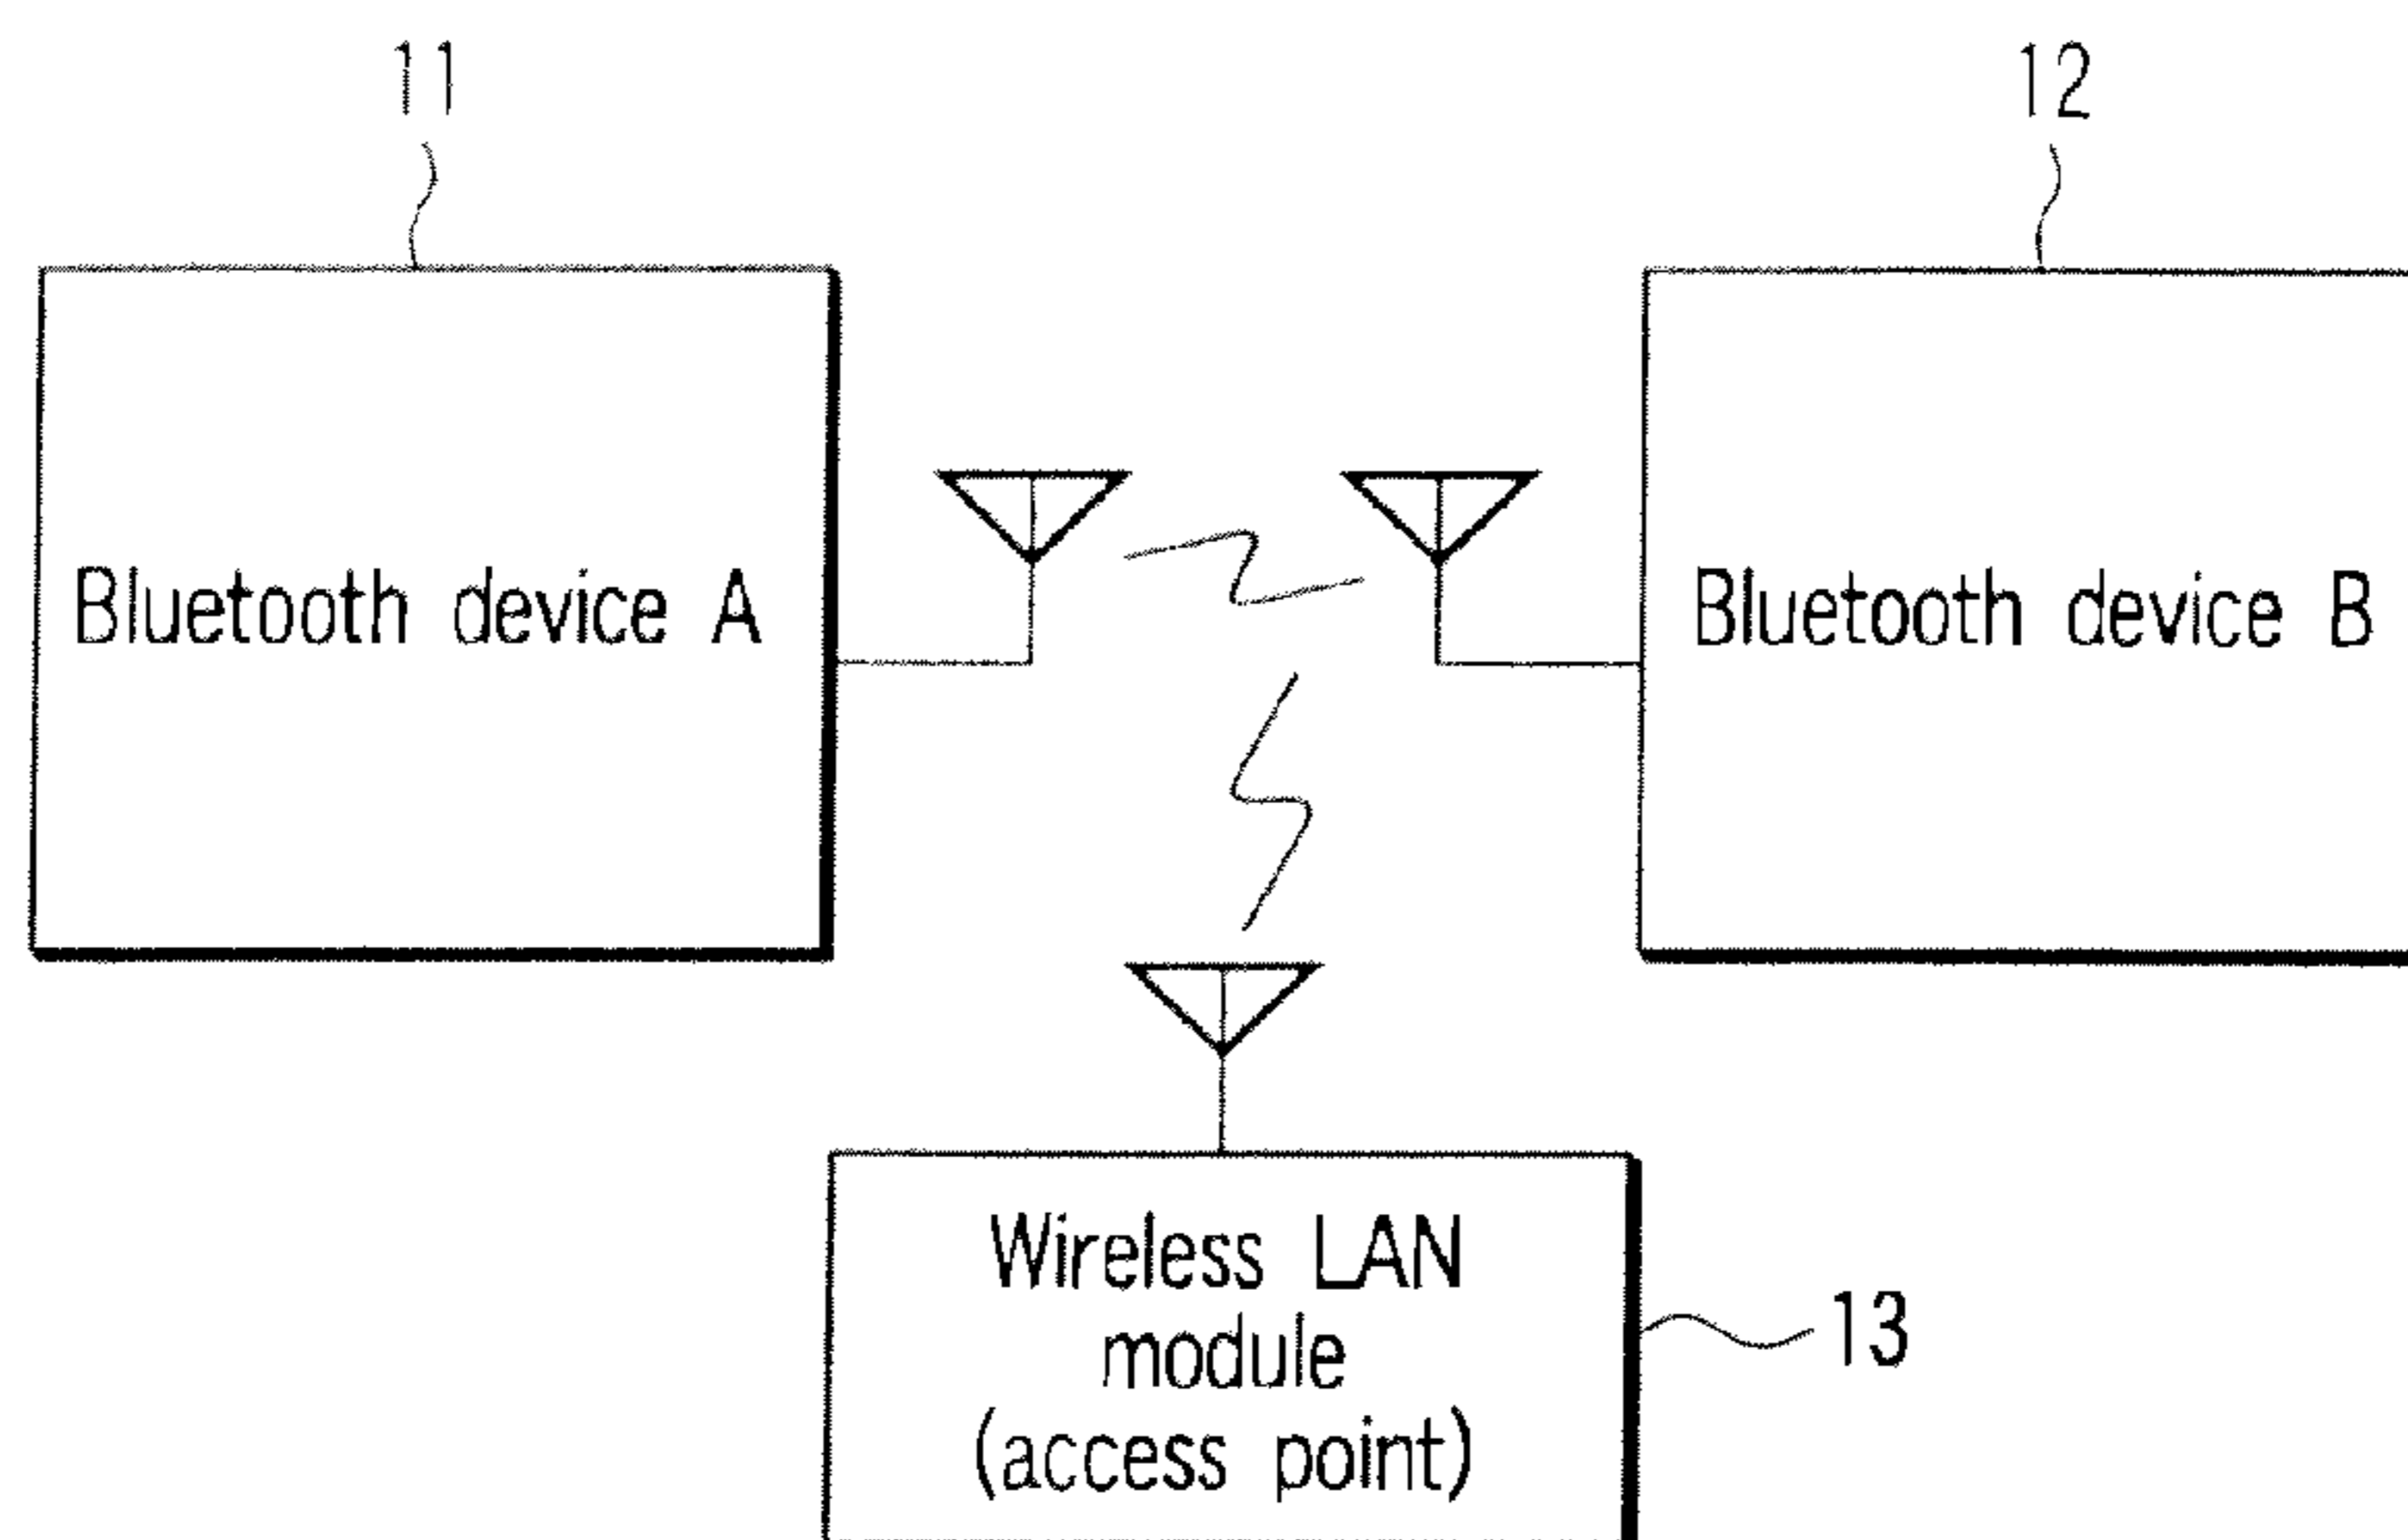 11
12
Bluetooth device A
Bluetooth device B
Wireless LAN
module
(access point)
13